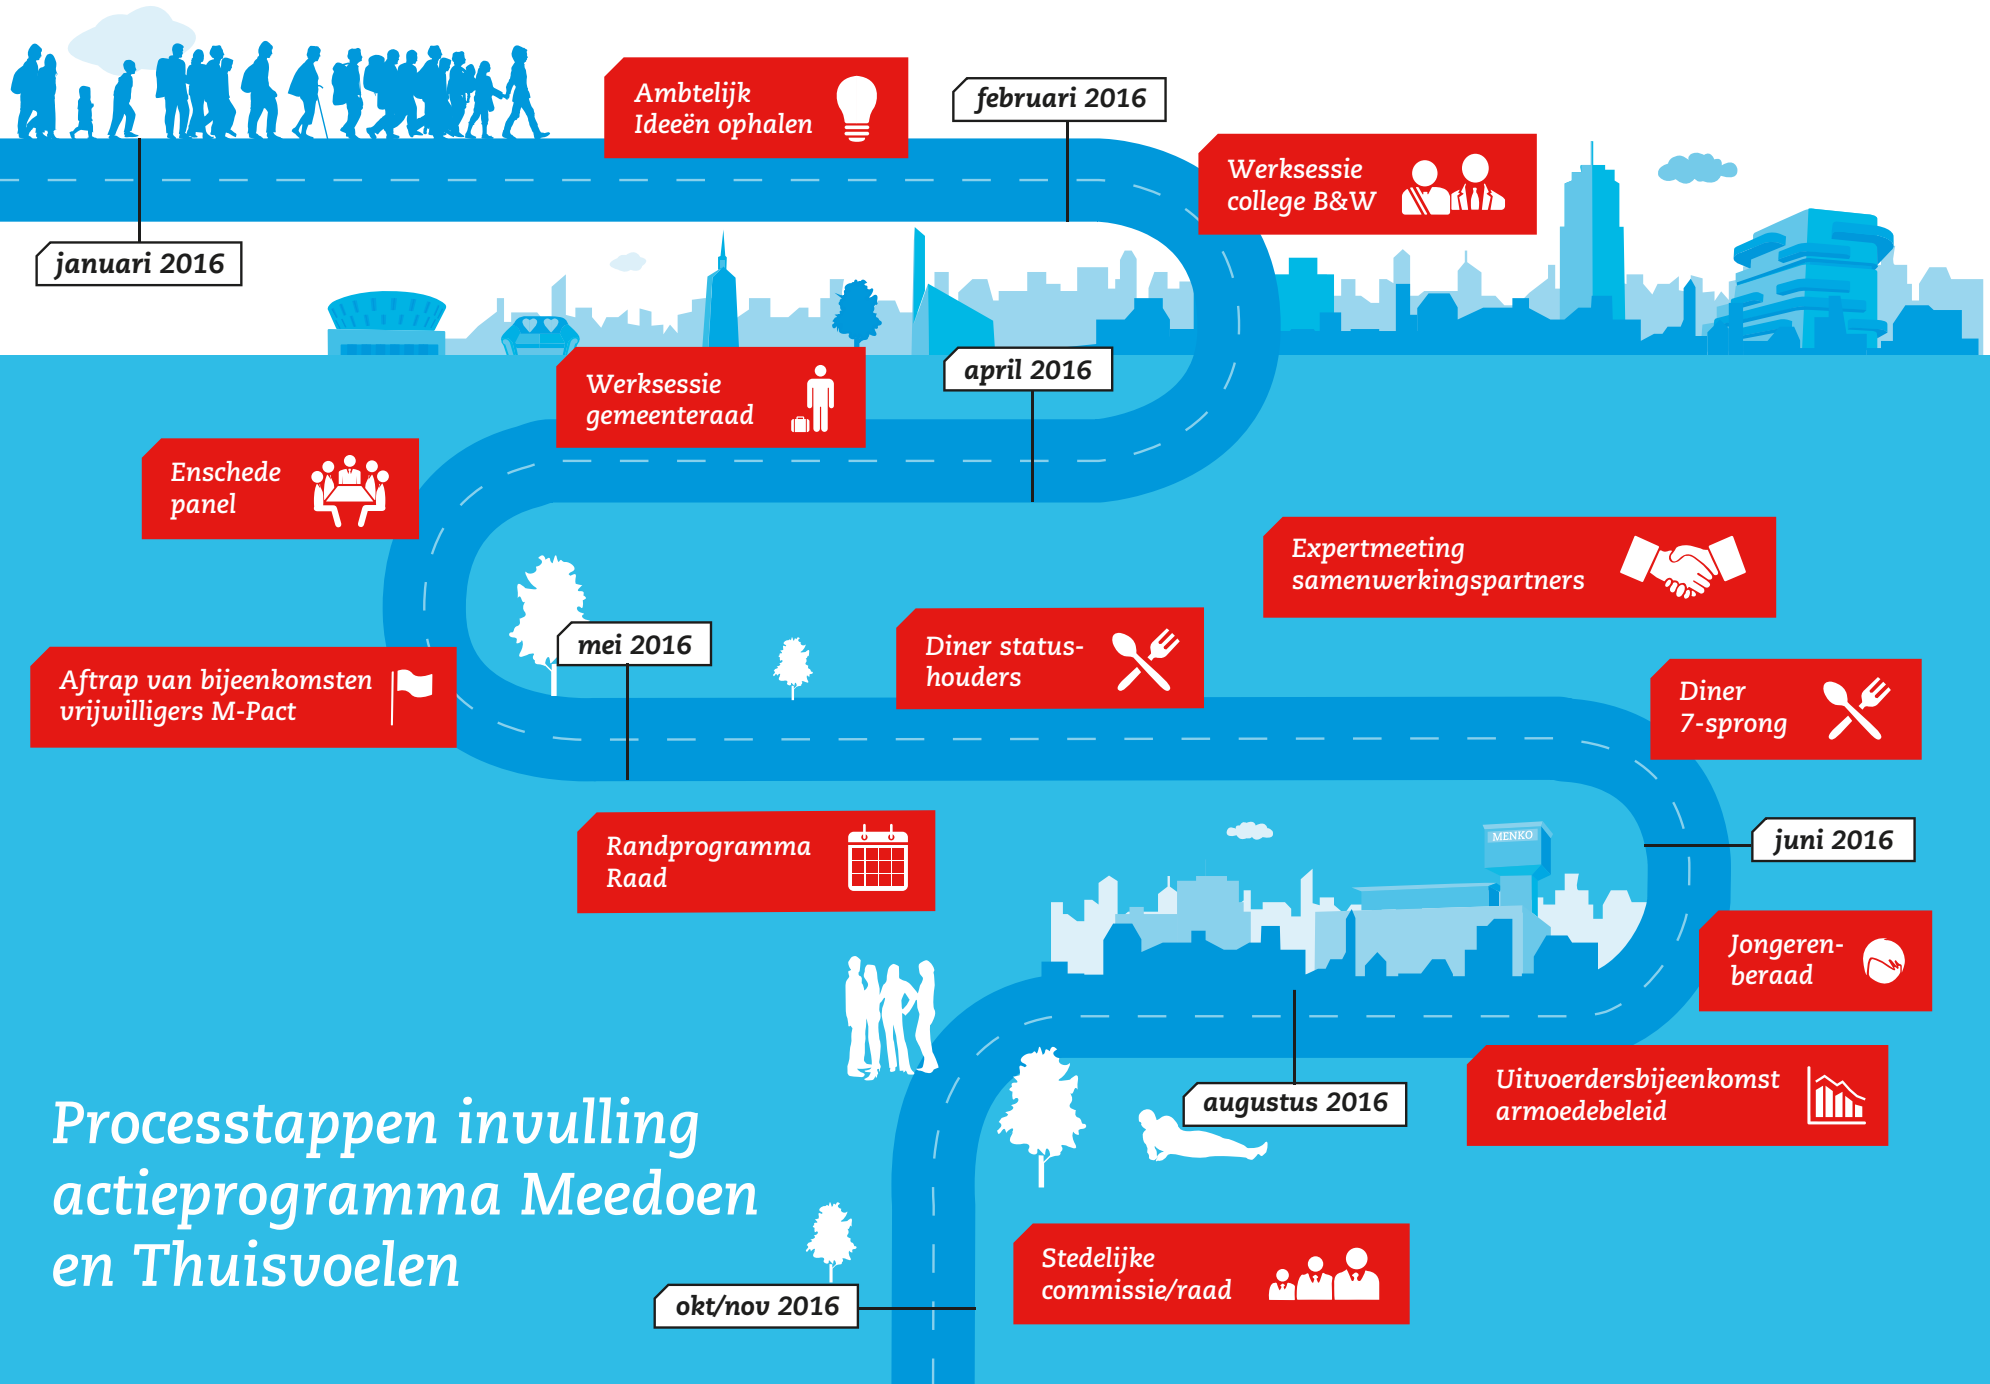 Ambtelijk
Ideeën ophalen
februari 2016
Werksessie
college B&W
januari 2016
Werksessie
gemeenteraad
april 2016
Enschede
panel
Expertmeeting
samenwerkingspartners
mei 2016
Diner status-
houders
Aftrap van bijeenkomsten
vrijwilligers M-Pact
Diner
7-sprong
Randprogramma
Raad
MENKO
juni 2016
Jongeren-
beraad
augustus 2016
Uitvoerdersbijeenkomst
armoedebeleid
Processtappen invulling
actieprogramma Meedoen
en Thuisvoelen
Stedelijke
commissie/raad
okt/nov 2016